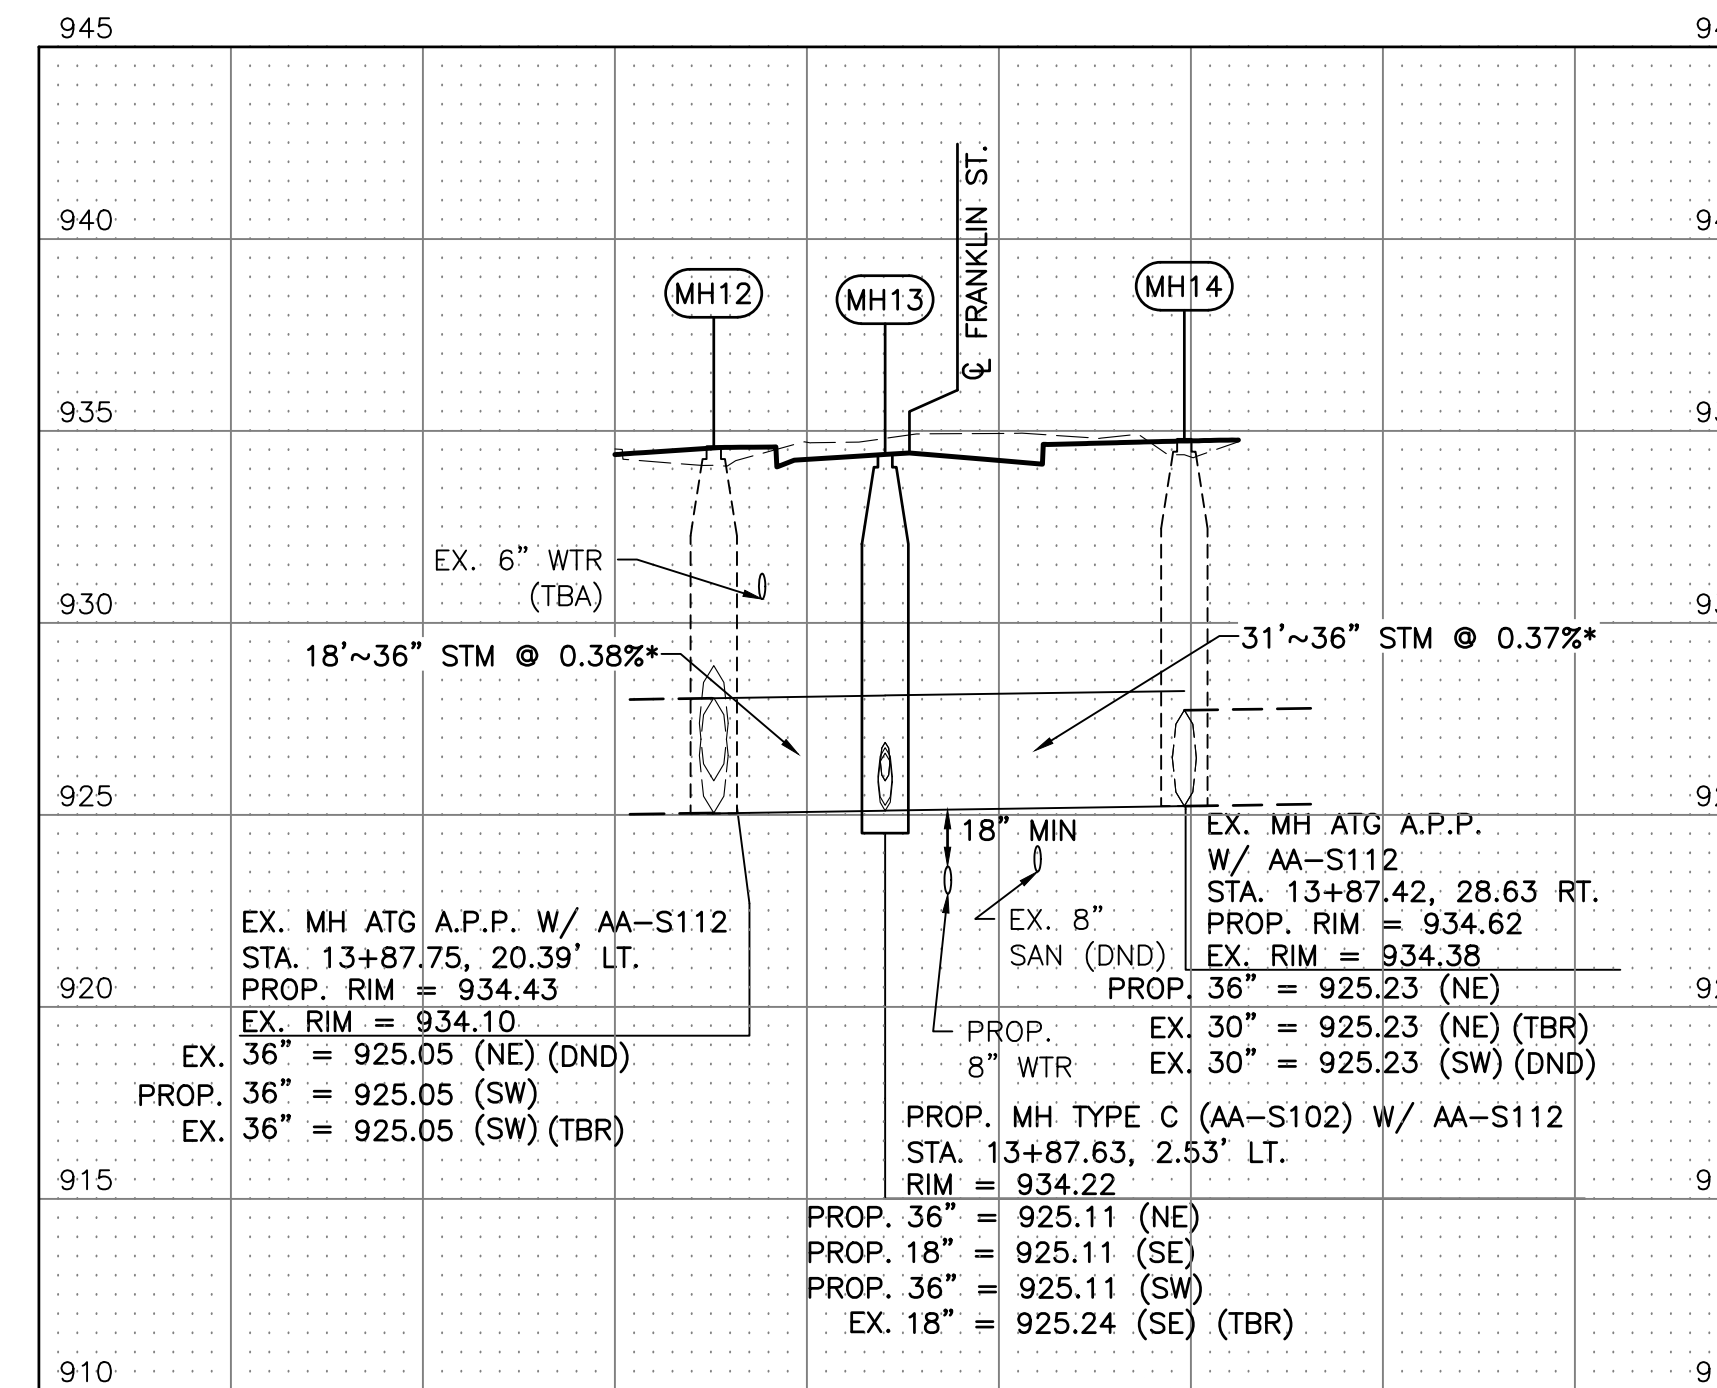 945
940
935
930
925
920
915
910
MH12
MH13
MH14
℄ FRANKLIN ST.
EX. 6” WTR
(TBA)
18’~36” STM @ 0.38%*
31’~36” STM @ 0.37%*
18” MIN
EX. 8”
SAN (DND)
PROP.
8” WTR
EX. MH ATG A.P.P. W/ AA-S112
STA. 13+87.75, 20.39’ LT.
PROP. RIM = 934.43
EX. RIM = 934.10
EX. 36” = 925.05 (NE) (DND)
PROP. 36” = 925.05 (SW)
EX. 36” = 925.05 (SW) (TBR)
EX. MH ATG A.P.P.
W/ AA-S112
STA. 13+87.42, 28.63 RT.
PROP. RIM = 934.62
EX. RIM = 934.38
PROP. 36” = 925.23 (NE)
EX. 30” = 925.23 (NE) (TBR)
EX. 30” = 925.23 (SW) (DND)
PROP. MH TYPE C (AA-S102) W/ AA-S112
STA. 13+87.63, 2.53’ LT.
RIM = 934.22
PROP. 36” = 925.11 (NE)
PROP. 18” = 925.11 (SE)
PROP. 36” = 925.11 (SW)
EX. 18” = 925.24 (SE) (TBR)